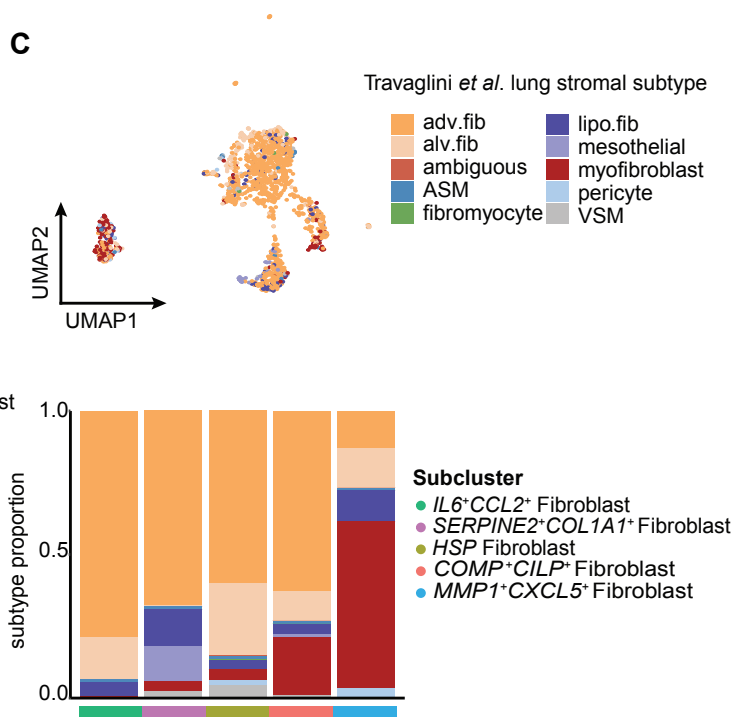 C
Travaglini et al. lung stromal subtype
adv.fib
alv.fib
ambiguous
ASM
fibromyocyte
lipo.fib
mesothelial
myofibroblast
pericyte
VSM
UMAP2
UMAP1
st
1.0
0.5
0.0
subtype proportion
Subcluster
IL6⁺CCL2⁺ Fibroblast
SERPINE2⁺COL1A1⁺ Fibroblast
HSP Fibroblast
COMP⁺CILP⁺ Fibroblast
MMP1⁺CXCL5⁺ Fibroblast